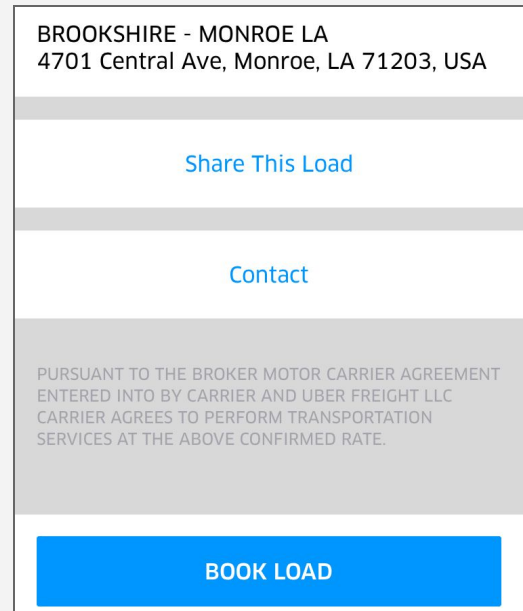 BROOKSHIRE - MONROE LA
4701 Central Ave, Monroe, LA 71203, USA
Share This Load
Contact
PURSUANT TO THE BROKER MOTOR CARRIER AGREEMENT
ENTERED INTO BY CARRIER AND UBER FREIGHT LLC
CARRIER AGREES TO PERFORM TRANSPORTATION
SERVICES AT THE ABOVE CONFIRMED RATE.
BOOK LOAD